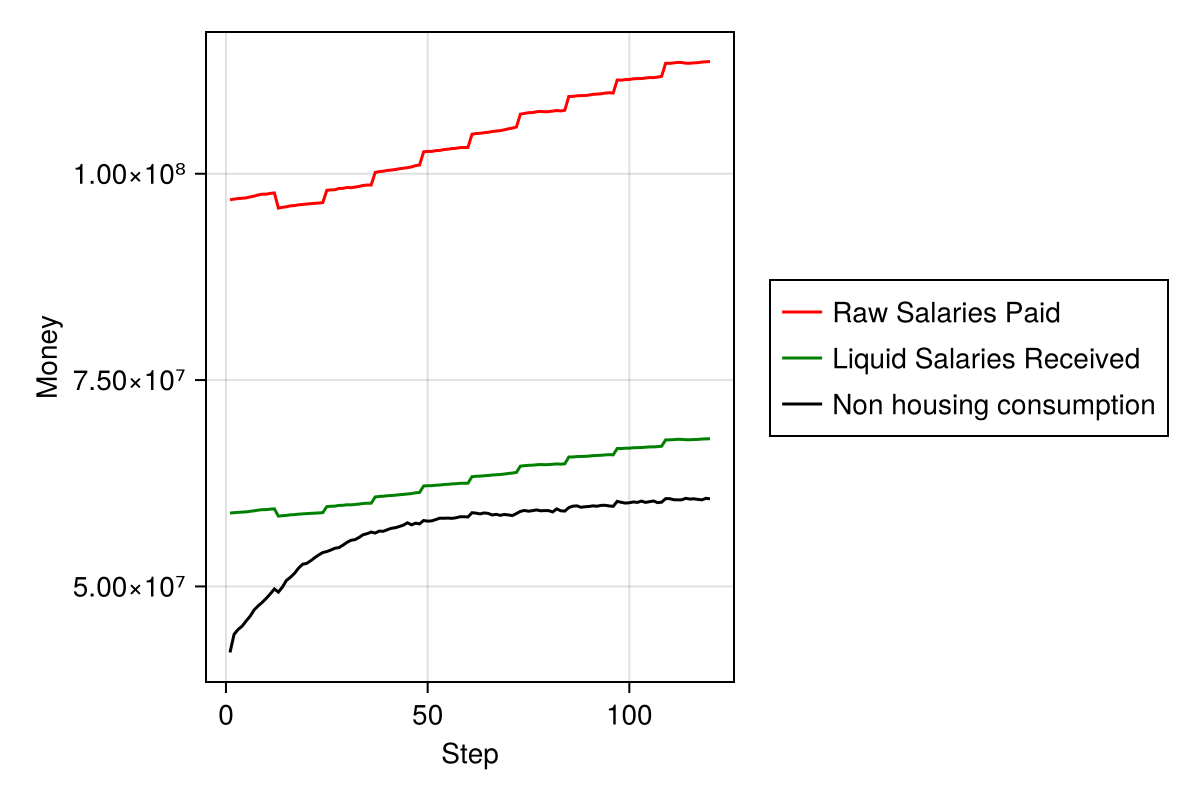 1.00×10⁸
7.50×10⁷
5.00×10⁷
Money
0
50
100
Step
Raw Salaries Paid
Liquid Salaries Received
Non housing consumption